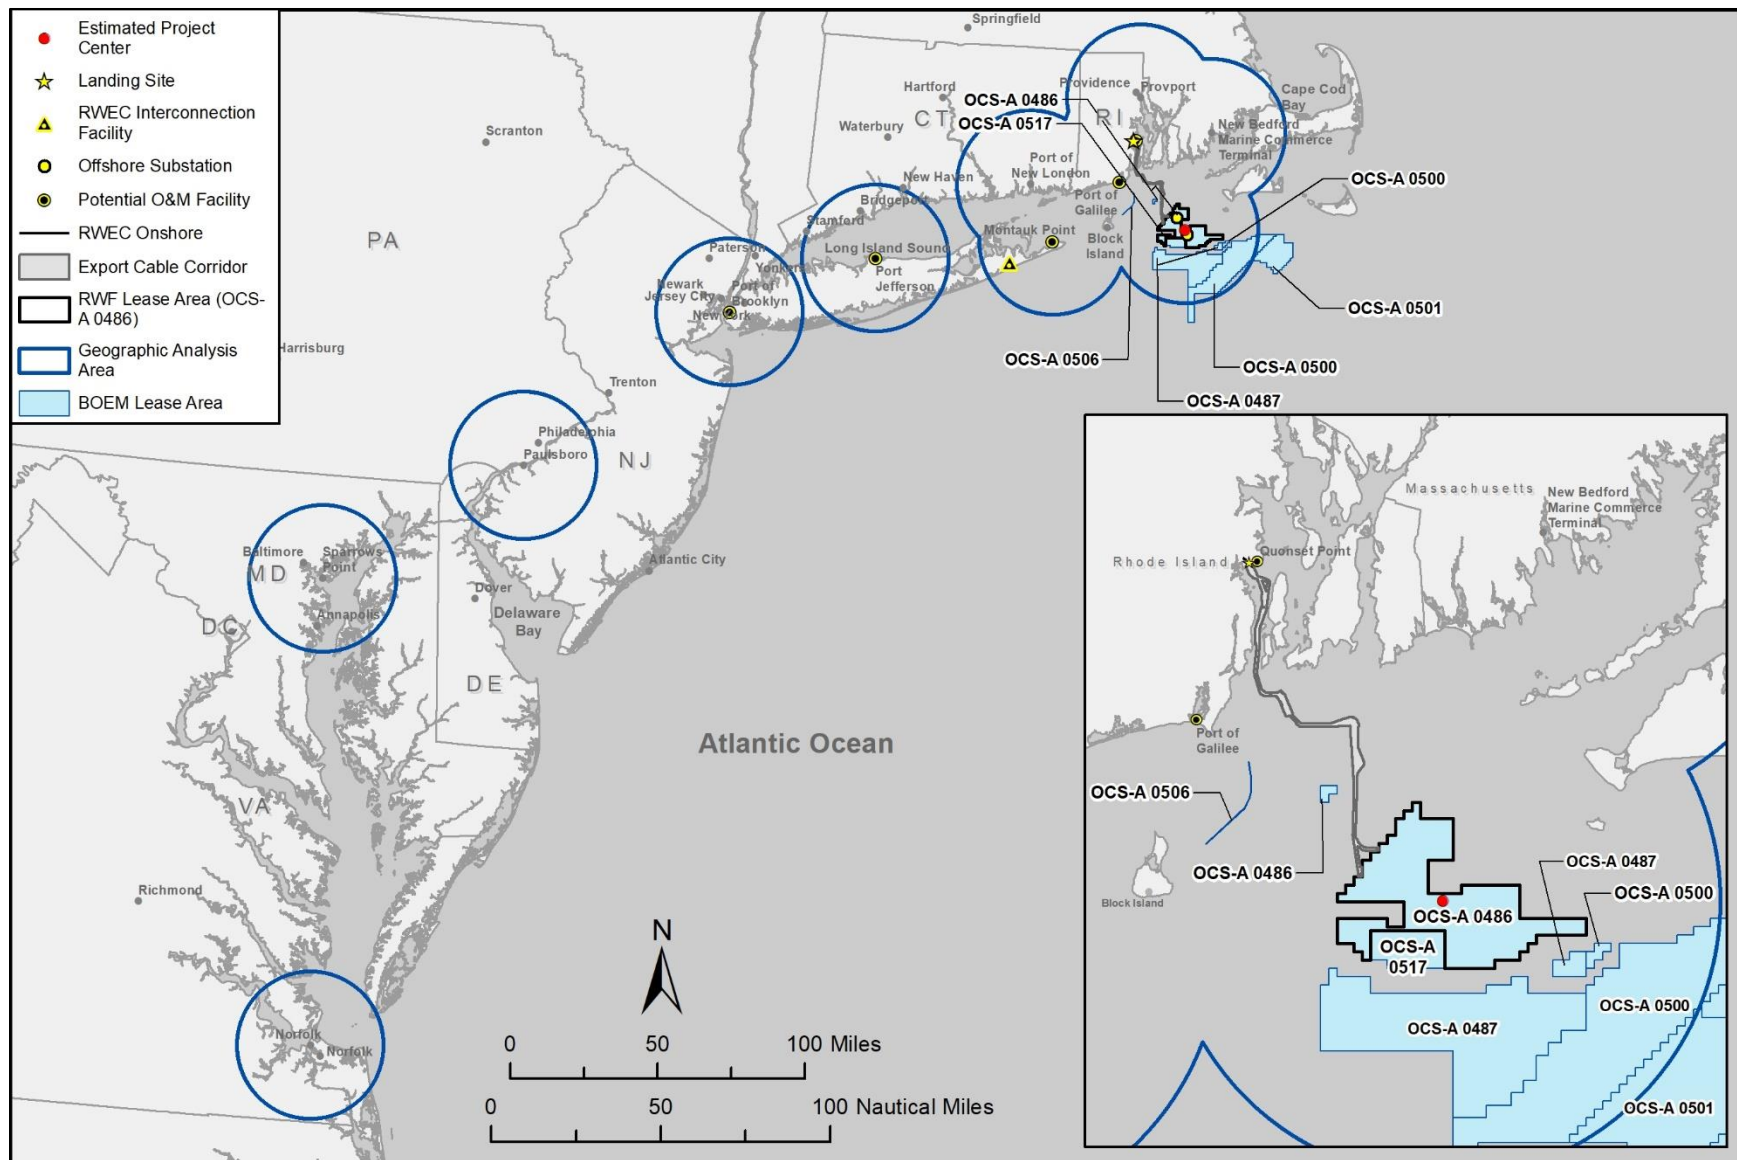 Estimated Project
Center
Landing Site
RWEC Interconnection
Facility
Offshore Substation
Potential O&M Facility
RWEC Onshore
Export Cable Corridor
RWF Lease Area (OCS-
A 0486)
Geographic Analysis
Area
BOEM Lease Area
Springfield
Hartford
CT
Waterbury
Scranton
PA
Harrisburg
OCS-A 0486
OCS-A 0517
Providence
Provport
RI
Cape Cod
Bay
New Bedford
Marine Commerce
Terminal
Port of
New London
Port of
Galilee
Block
Island
Montauk Point
New Haven
Bridgeport
Stamford
Long Island Sound
Port
Jefferson
Paterson
Yonkers
Newark
Jersey City
Port of
Brooklyn
New York
OCS-A 0500
OCS-A 0501
OCS-A 0506
OCS-A 0500
OCS-A 0487
Trenton
Philadelphia
Paulsboro
NJ
Atlantic City
Baltimore
MD
Sparrows
Point
Annapolis
DC
Dover
Delaware
Bay
DE
VA
Richmond
Norfolk
Norfolk
Atlantic Ocean
N
0 50 100 Miles
0 50 100 Nautical Miles
Massachusetts
New Bedford
Marine Commerce
Terminal
Rhode Island
Quonset Point
Port of
Galilee
OCS-A 0506
OCS-A 0486
Block Island
OCS-A 0487
OCS-A 0500
OCS-A 0486
OCS-A
0517
OCS-A 0500
OCS-A 0487
OCS-A 0501